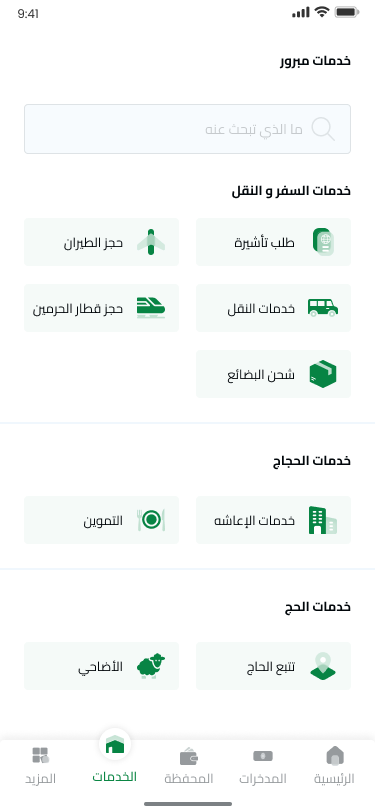 9:41
خدمات مبرور
ما الذي تبحث عنه
خدمات السفر و النقل
طلب تأشيرة
حجز الطيران
خدمات النقل
حجز قطار الحرمين
شحن البضائع
خدمات الحجاج
خدمات الإعاشه
التموين
خدمات الحج
تتبع الحاج
الأضاحي
الرئيسية
المدخرات
المحفظة
الخدمات
المزيد